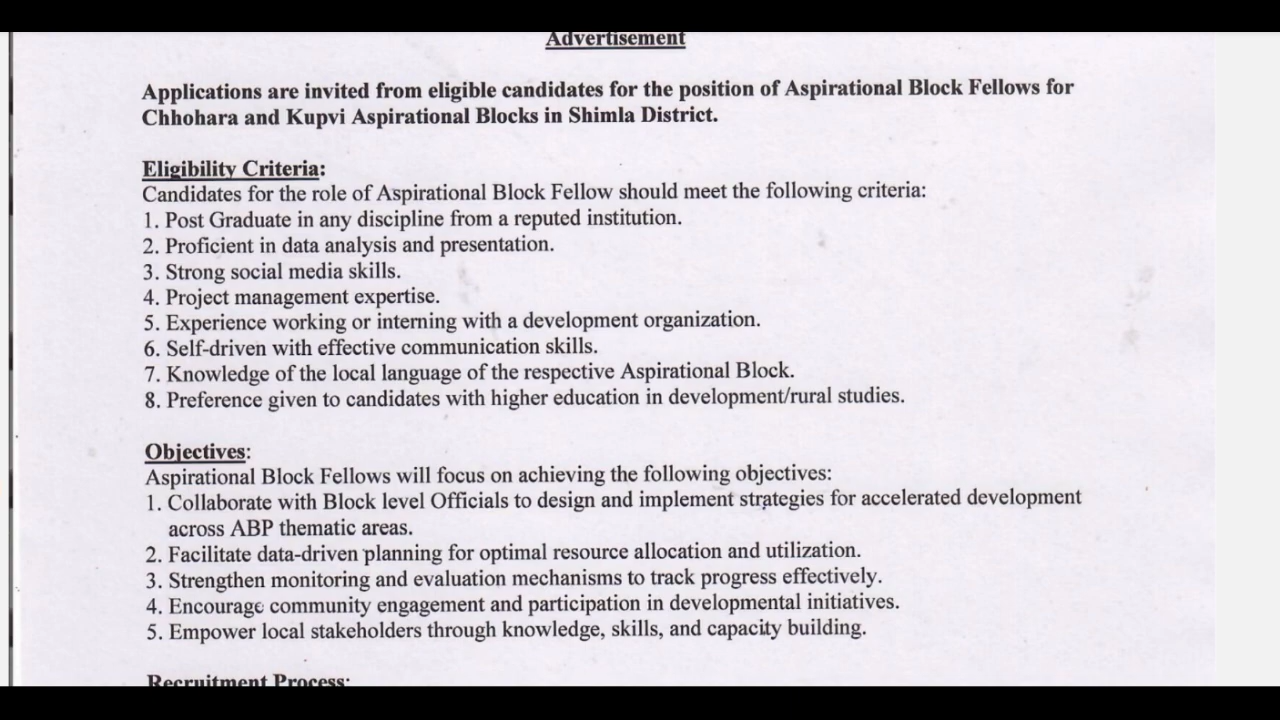 Advertisement
Applications are invited from eligible candidates for the position of Aspirational Block Fellows for
Chhohara and Kupvi Aspirational Blocks in Shimla District.
Eligibility Criteria:
Candidates for the role of Aspirational Block Fellow should meet the following criteria:
1. Post Graduate in any discipline from a reputed institution.
2. Proficient in data analysis and presentation.
3. Strong social media skills.
4. Project management expertise.
5. Experience working or interning with a development organization.
6. Self-driven with effective communication skills.
7. Knowledge of the local language of the respective Aspirational Block.
8. Preference given to candidates with higher education in development/rural studies.
Objectives:
Aspirational Block Fellows will focus on achieving the following objectives:
1. Collaborate with Block level Officials to design and implement strategies for accelerated development
across ABP thematic areas.
2. Facilitate data-driven planning for optimal resource allocation and utilization.
3. Strengthen monitoring and evaluation mechanisms to track progress effectively.
4. Encourage community engagement and participation in developmental initiatives.
5. Empower local stakeholders through knowledge, skills, and capacity building.
Recruitment Process: